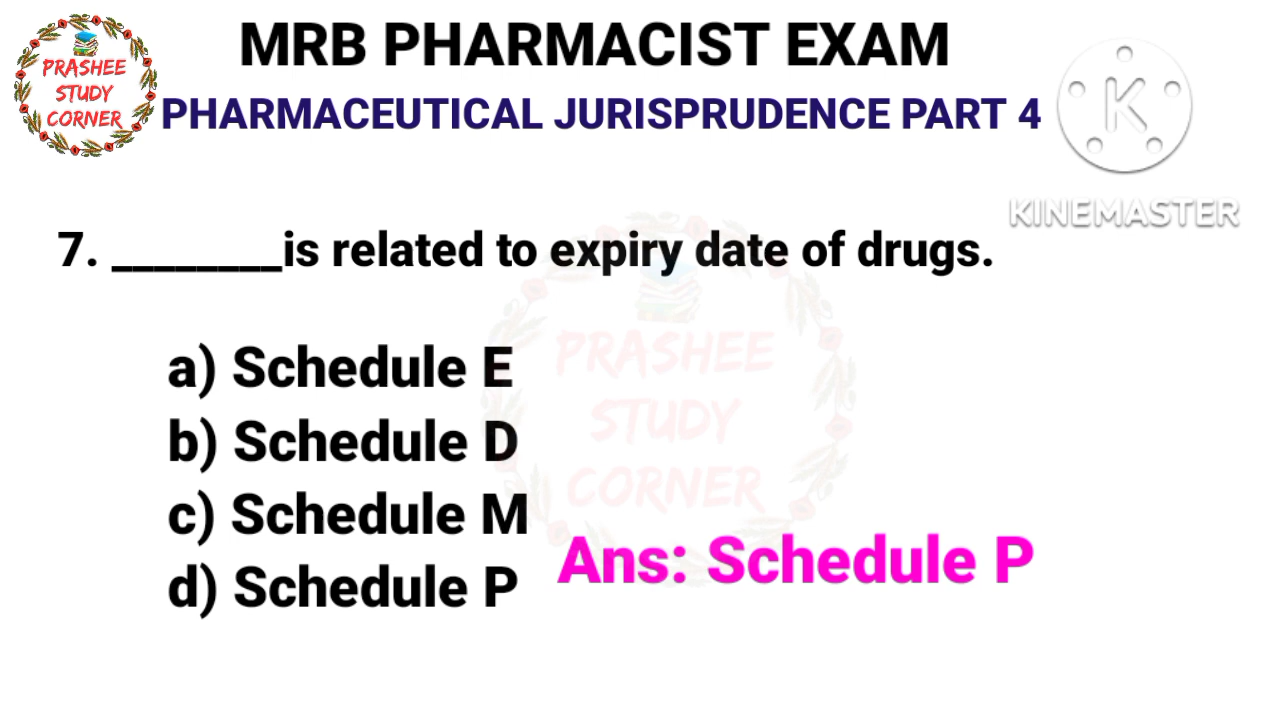 MRB PHARMACIST EXAM
PRASHEE
STUDY
CORNER
PHARMACEUTICAL JURISPRUDENCE PART 4
K
KINEMASTER
7. ________is related to expiry date of drugs.
PRASHEE
STUDY
CORNER
a) Schedule E
b) Schedule D
c) Schedule M
d) Schedule P
Ans: Schedule P